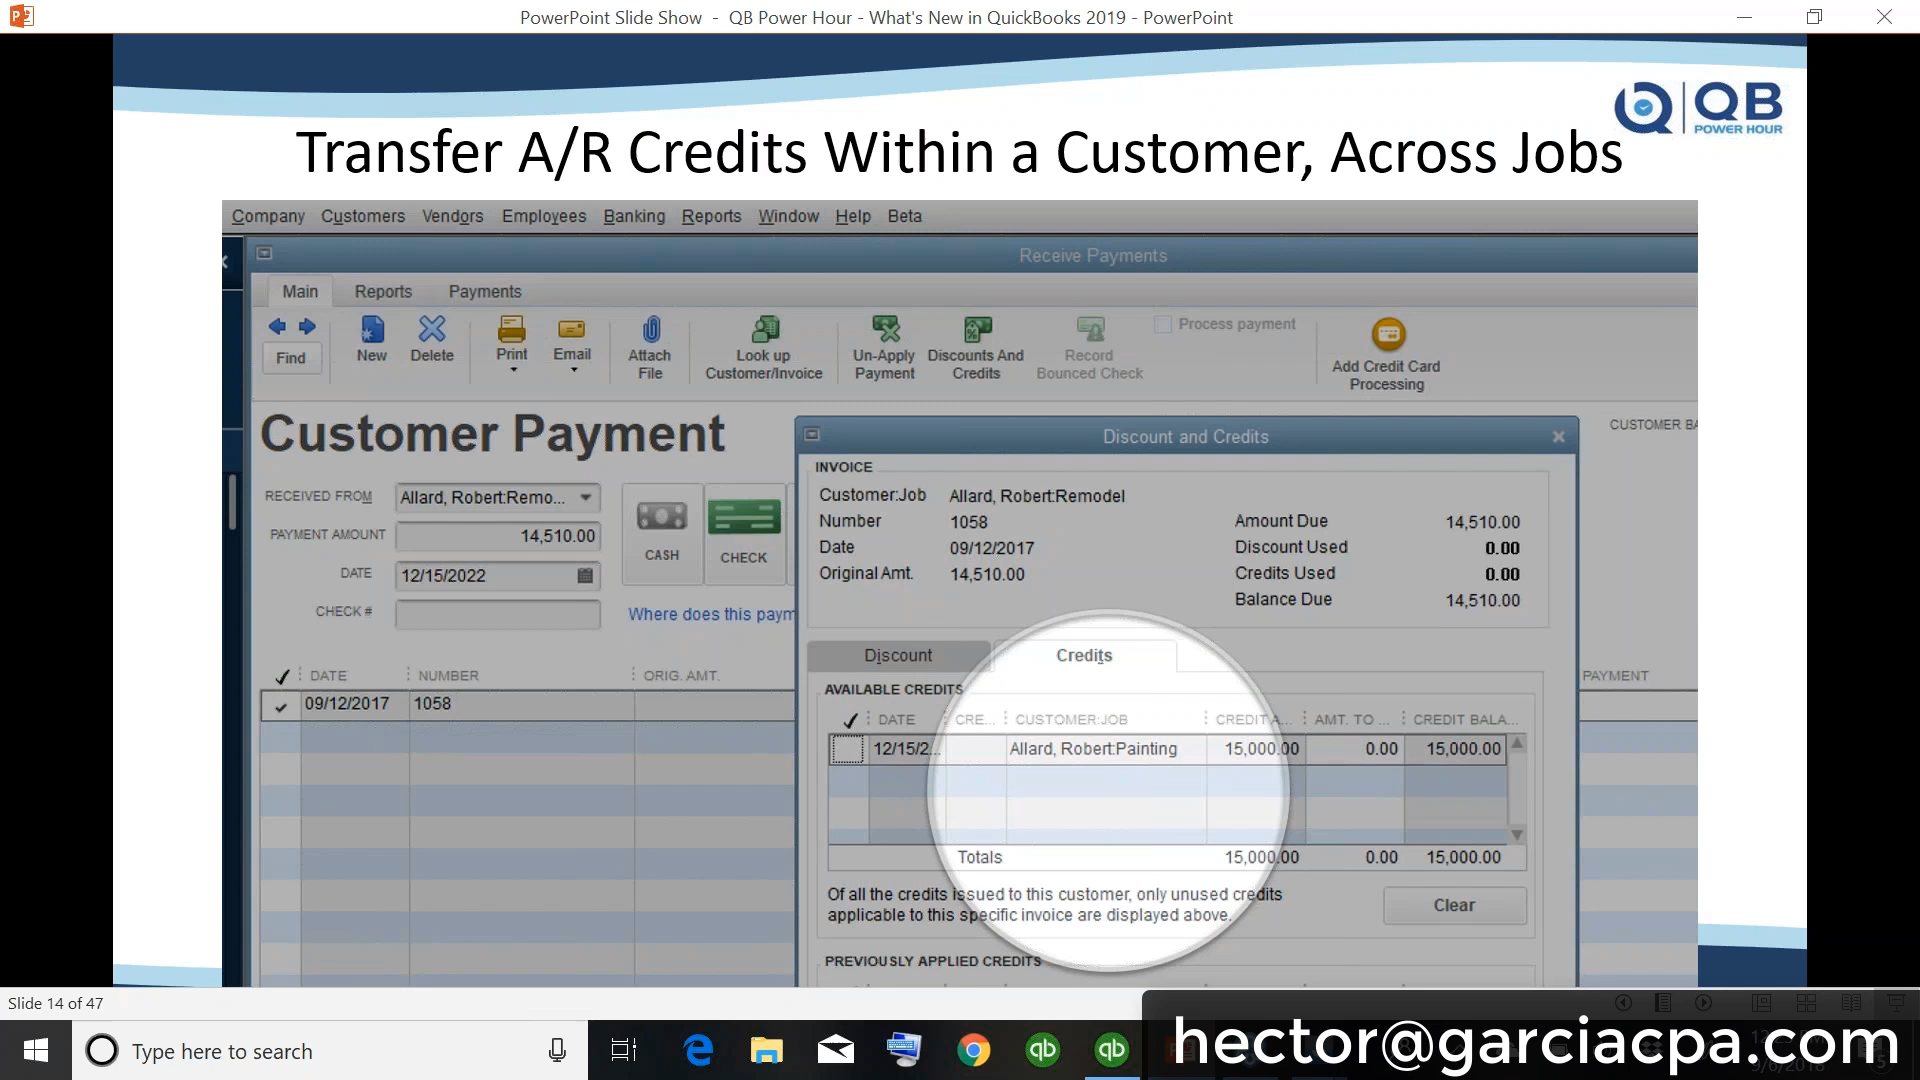 PowerPoint Slide Show - QB Power Hour - What's New in QuickBooks 2019 - PowerPoint
QB
POWER HOUR
Transfer A/R Credits Within a Customer, Across Jobs
Company Customers Vendors Employees Banking Reports Window Help Beta
Receive Payments
Main Reports Payments
Find
New
Delete
Print
Email
Attach
File
Look up
Customer/Invoice
Un-Apply
Payment
Discounts And
Credits
Record
Bounced Check
Process payment
Add Credit Card
Processing
Customer Payment
CUSTOMER BA
RECEIVED FROM Allard, Robert:Remo...
PAYMENT AMOUNT 14,510.00
DATE 12/15/2022
CHECK #
CASH
CHECK
Where does this paym
DATE NUMBER ORIG. AMT.
PAYMENT
09/12/2017 1058
Discount and Credits
INVOICE
Customer:Job Allard, Robert:Remodel
Number 1058 Amount Due 14,510.00
Date 09/12/2017 Discount Used 0.00
Original Amt. 14,510.00 Credits Used 0.00
Balance Due 14,510.00
Discount Credits
AVAILABLE CREDITS
DATE CRE... CUSTOMER:JOB CREDIT A... AMT. TO ... CREDIT BALA...
12/15/2... Allard, Robert:Painting 15,000.00 0.00 15,000.00
Totals 15,000.00 0.00 15,000.00
Of all the credits issued to this customer, only unused credits
applicable to this specific invoice are displayed above.
Clear
PREVIOUSLY APPLIED CREDITS
Slide 14 of 47
Type here to search
hector@garciacpa.com